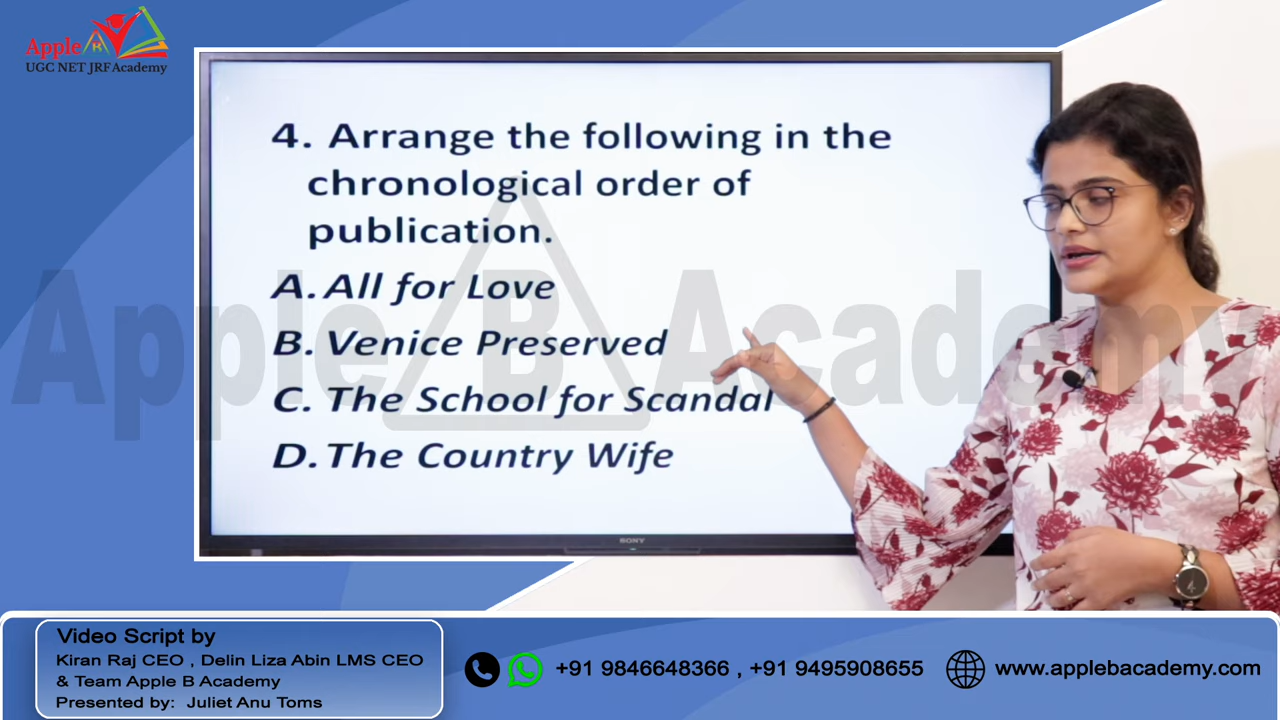 Apple B
UGC NET JRF Academy
4. Arrange the following in the
chronological order of
publication.
A. All for Love
B. Venice Preserved
C. The School for Scandal
D. The Country Wife
Apple B Academy
SONY
Video Script by
Kiran Raj CEO , Delin Liza Abin LMS CEO
& Team Apple B Academy
Presented by: Juliet Anu Toms
+91 9846648366 , +91 9495908655
www.applebacademy.com